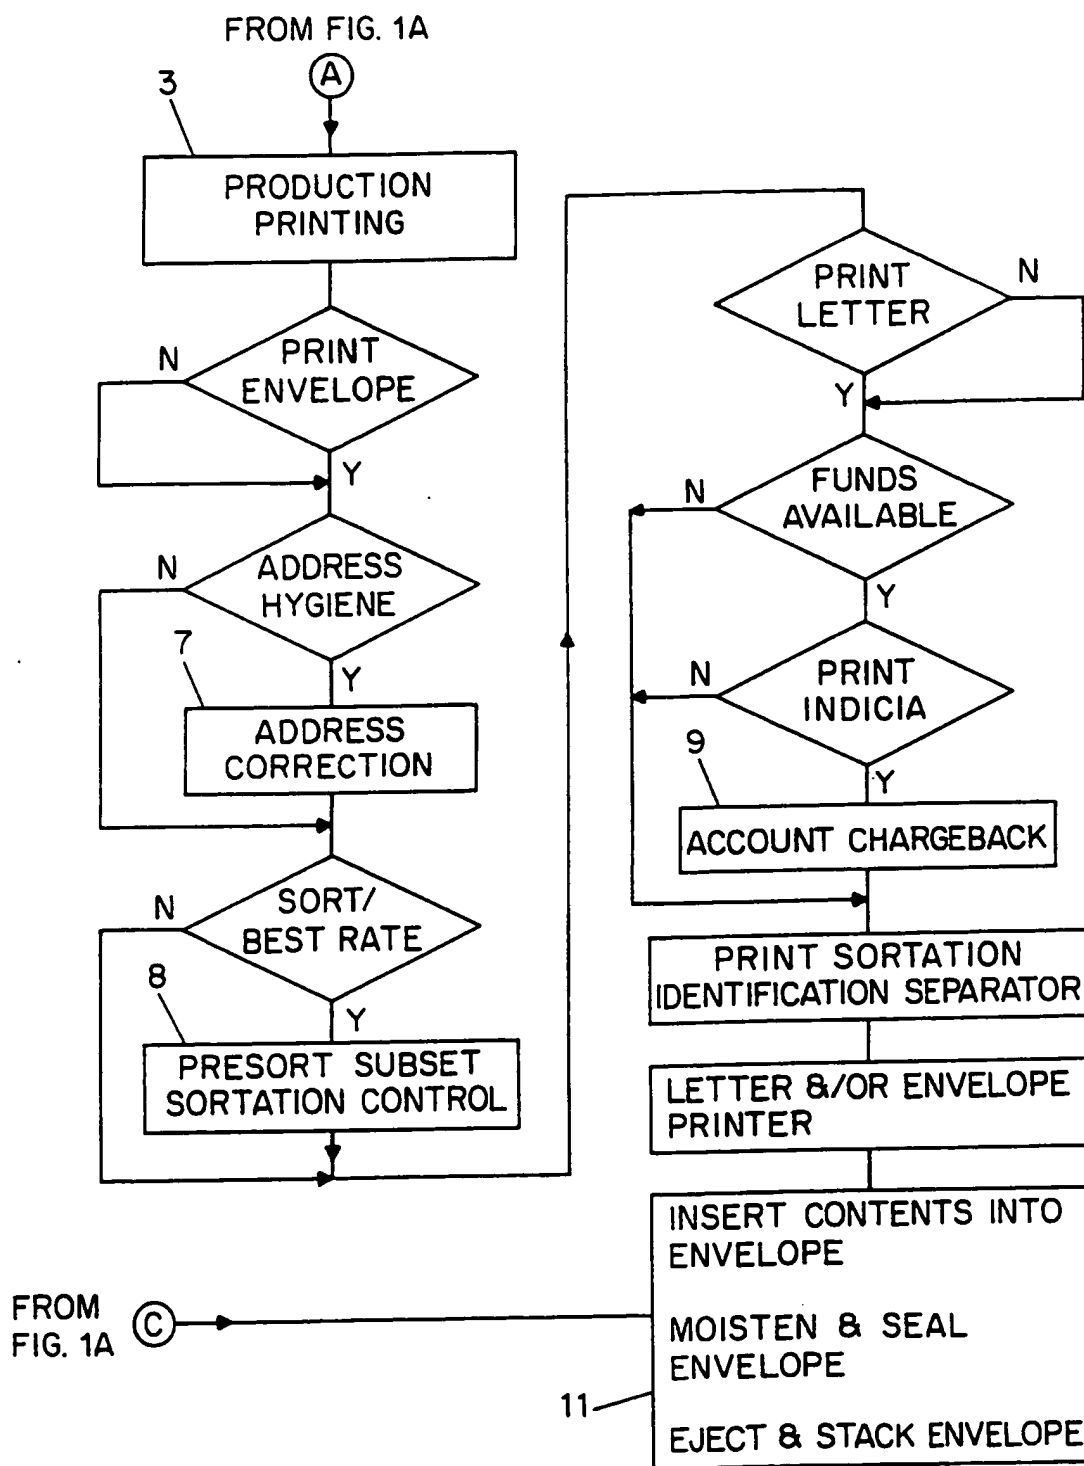 FROM FIG. 1A
A
3
PRODUCTION
PRINTING
N
PRINT
ENVELOPE
Y
N
ADDRESS
HYGIENE
7
Y
ADDRESS
CORRECTION
N
SORT/
BEST RATE
8
Y
PRESORT SUBSET
SORTATION CONTROL
PRINT
LETTER
N
Y
N
FUNDS
AVAILABLE
Y
N
PRINT
INDICIA
9
Y
ACCOUNT CHARGEBACK
PRINT SORTATION
IDENTIFICATION SEPARATOR
LETTER &/OR ENVELOPE
PRINTER
FROM
FIG. 1A
C
INSERT CONTENTS INTO
ENVELOPE
MOISTEN & SEAL
ENVELOPE
11
EJECT & STACK ENVELOPE